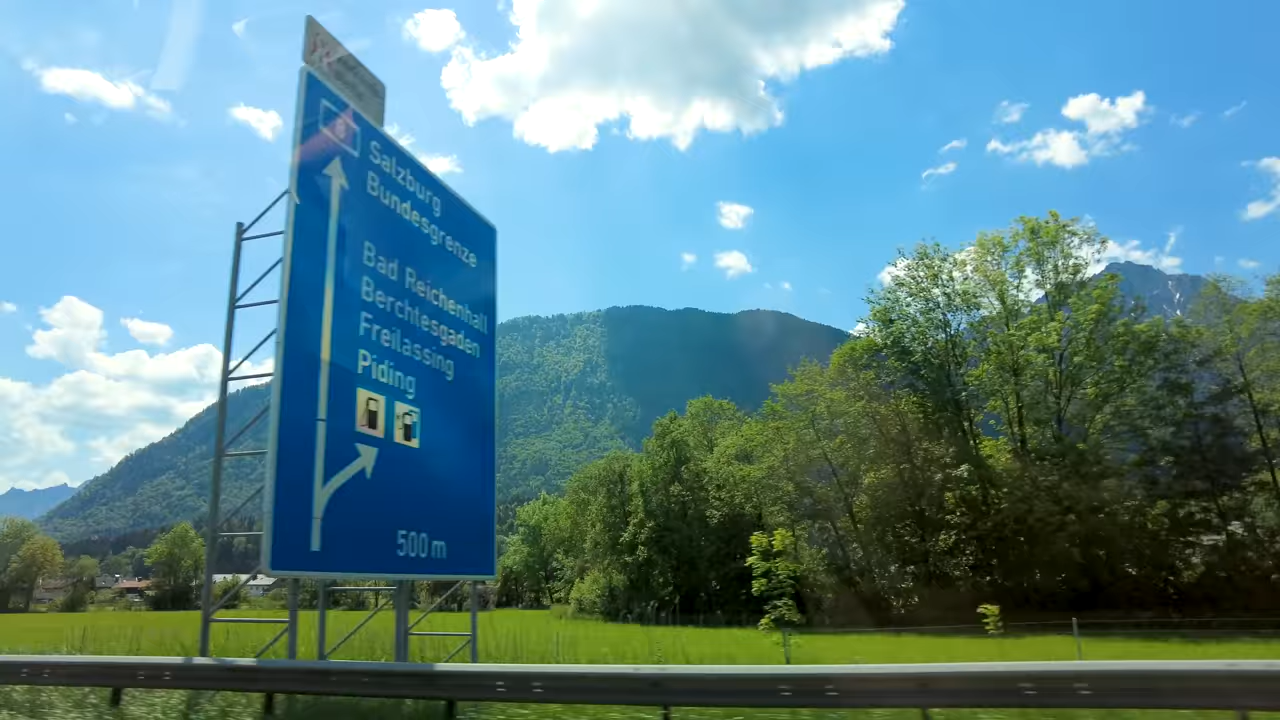 Salzburg
Bundesgrenze
Bad Reichenhall
Berchtesgaden
Freilassing
Piding
500 m